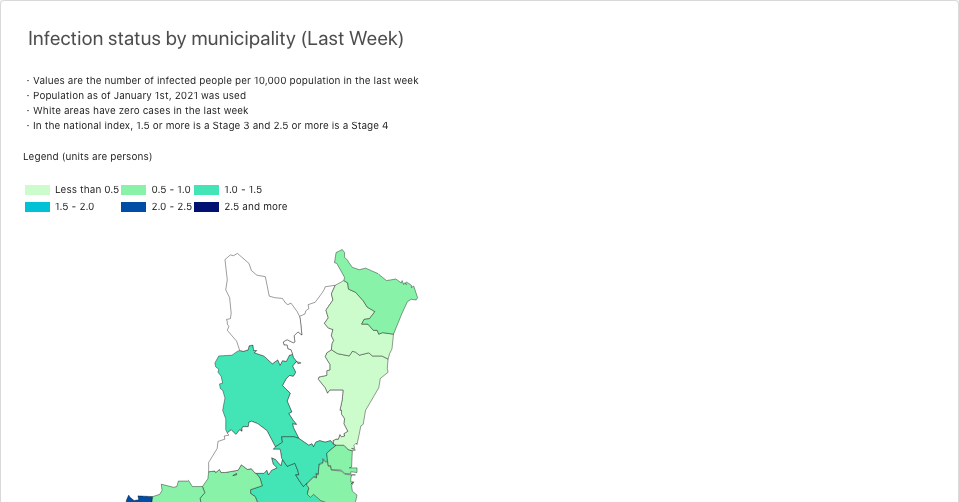 Infection status by municipality (Last Week)
· Values are the number of infected people per 10,000 population in the last week
· Population as of January 1st, 2021 was used
· White areas have zero cases in the last week
· In the national index, 1.5 or more is a Stage 3 and 2.5 or more is a Stage 4
Legend (units are persons)
Less than 0.5 0.5 - 1.0 1.0 - 1.5
1.5 - 2.0 2.0 - 2.5 2.5 and more